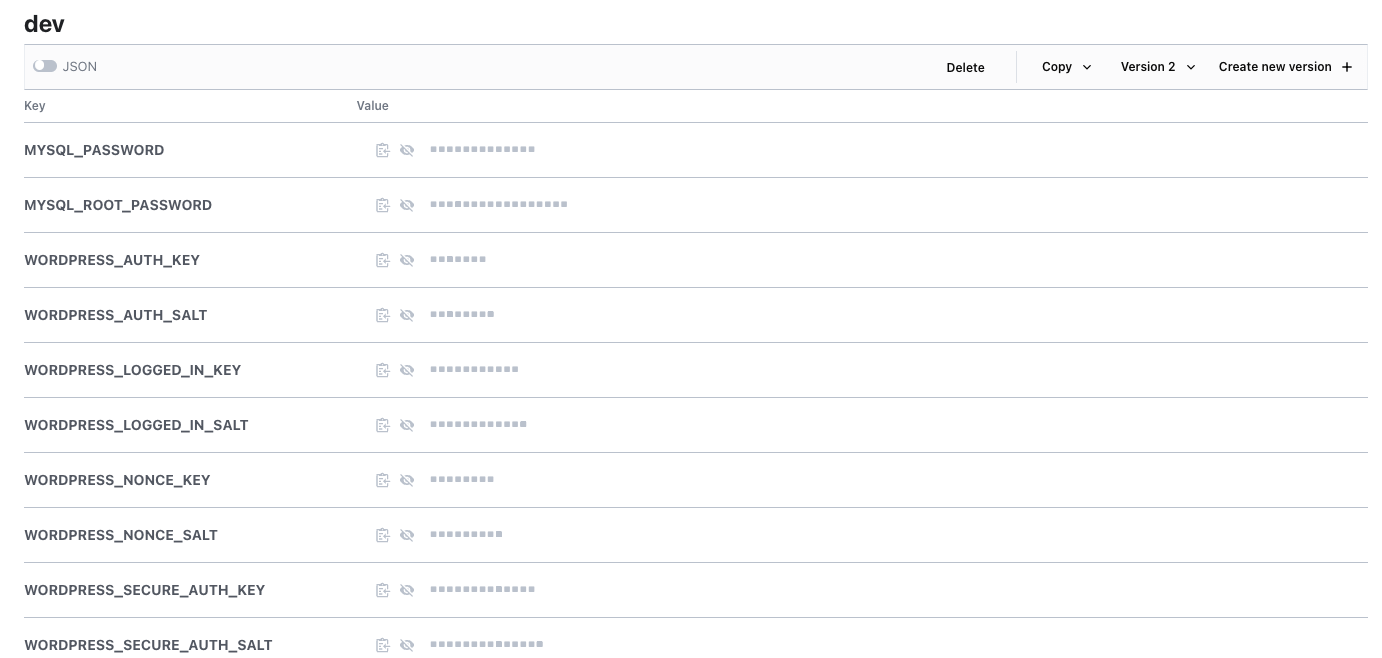 dev
JSON
Delete Copy Version 2 Create new version
Key Value
MYSQL_PASSWORD
MYSQL_ROOT_PASSWORD
WORDPRESS_AUTH_KEY
WORDPRESS_AUTH_SALT
WORDPRESS_LOGGED_IN_KEY
WORDPRESS_LOGGED_IN_SALT
WORDPRESS_NONCE_KEY
WORDPRESS_NONCE_SALT
WORDPRESS_SECURE_AUTH_KEY
WORDPRESS_SECURE_AUTH_SALT